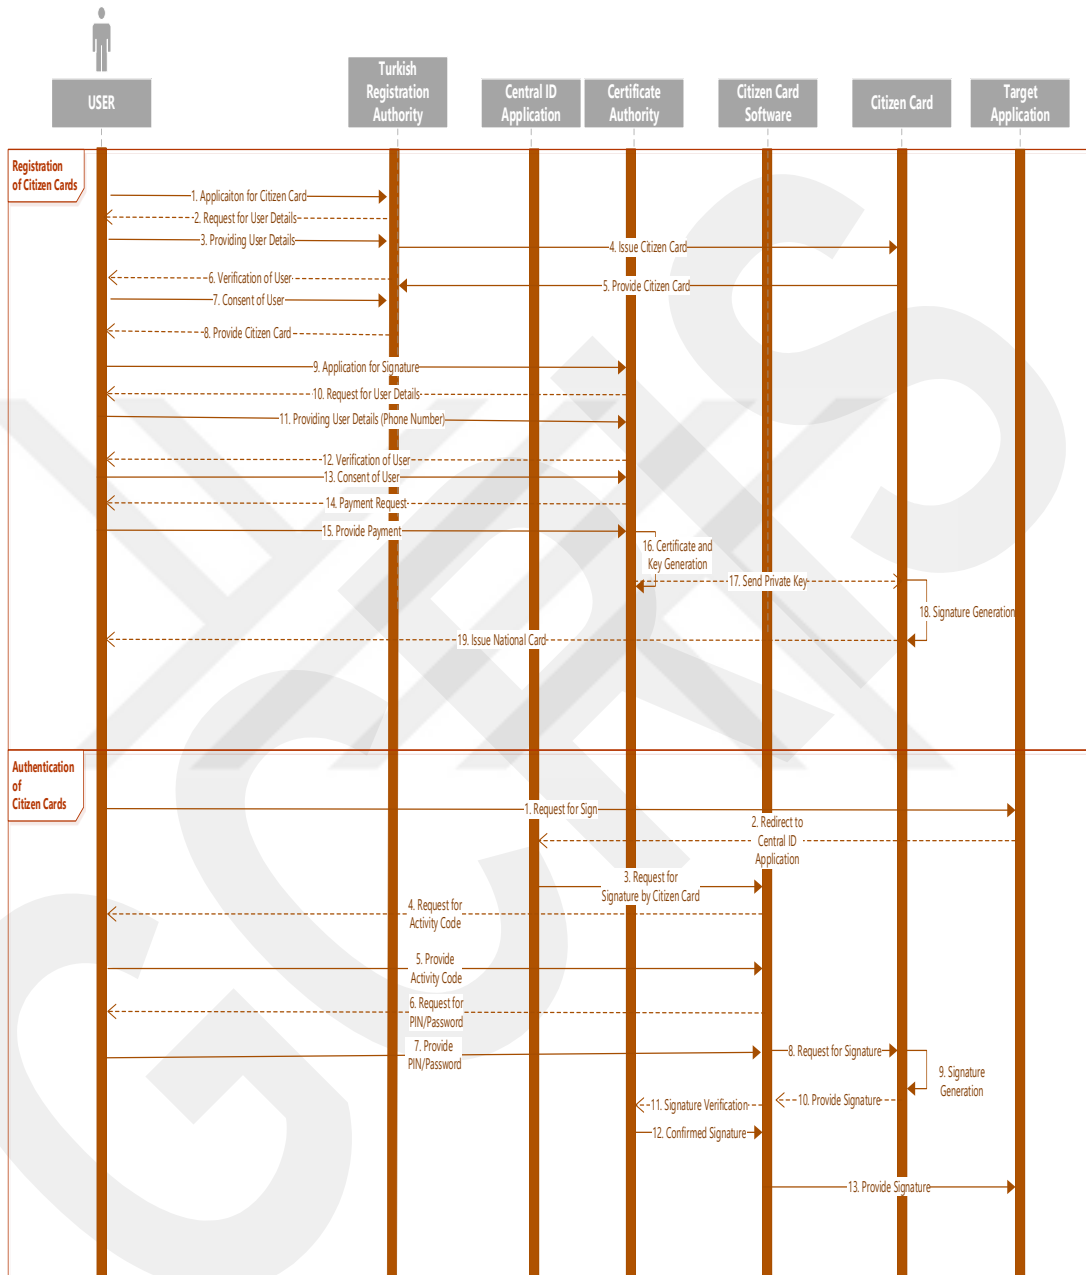 USER
Turkish
Registration
Authority
Central ID
Application
Certificate
Authority
Citizen Card
Software
Citizen Card
Target
Application
Registration
of Citizen Cards
1. Applicaiton for Citizen Card
2. Request for User Details
3. Providing User Details
4. Issue Citizen Card
5. Provide Citizen Card
6. Verification of User
7. Consent of User
8. Provide Citizen Card
9. Application for Signature
10. Request for User Details
11. Providing User Details (Phone Number)
12. Verification of User
13. Consent of User
14. Payment Request
15. Provide Payment
16. Certificate and
Key Generation
17. Send Private Key
18. Signature Generation
19. Issue National Card
Authentication
of
Citizen Cards
1. Request for Sign
2. Redirect to
Central ID
Application
3. Request for
Signature by Citizen Card
4. Request for
Activity Code
5. Provide
Activity Code
6. Request for
PIN/Password
7. Provide
PIN/Password
8. Request for Signature
9. Signature
Generation
10. Provide Signature
11. Signature Verification
12. Confirmed Signature
13. Provide Signature
GCRIS